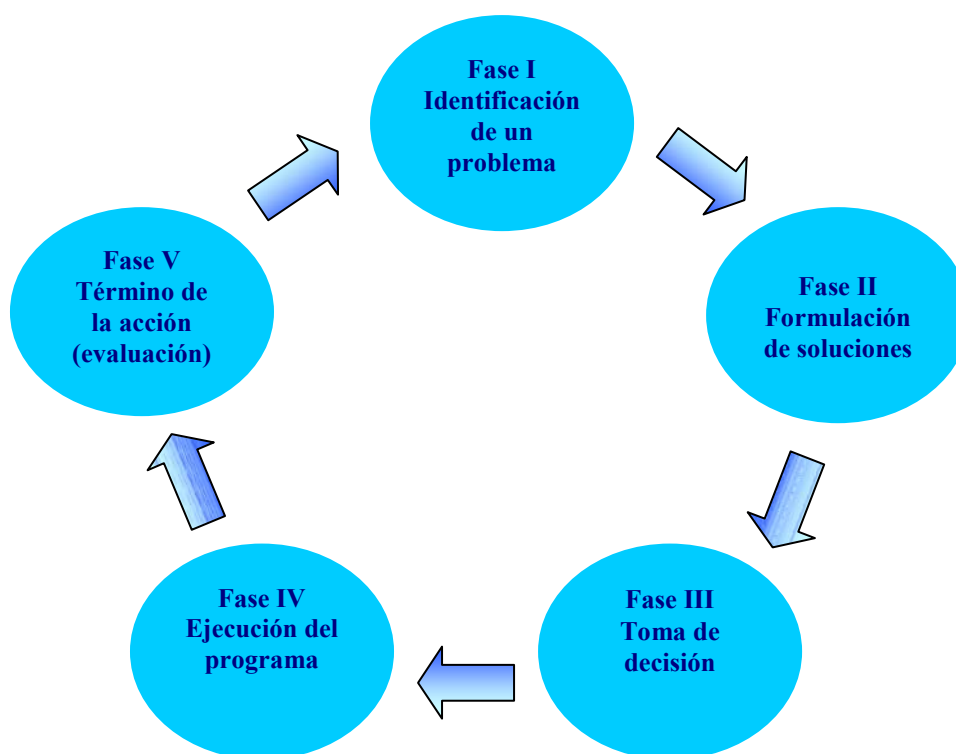 Fase I
Identificación
de un
problema
Fase II
Formulación
de soluciones
Fase III
Toma de
decisión
Fase IV
Ejecución del
programa
Fase V
Término de
la acción
(evaluación)